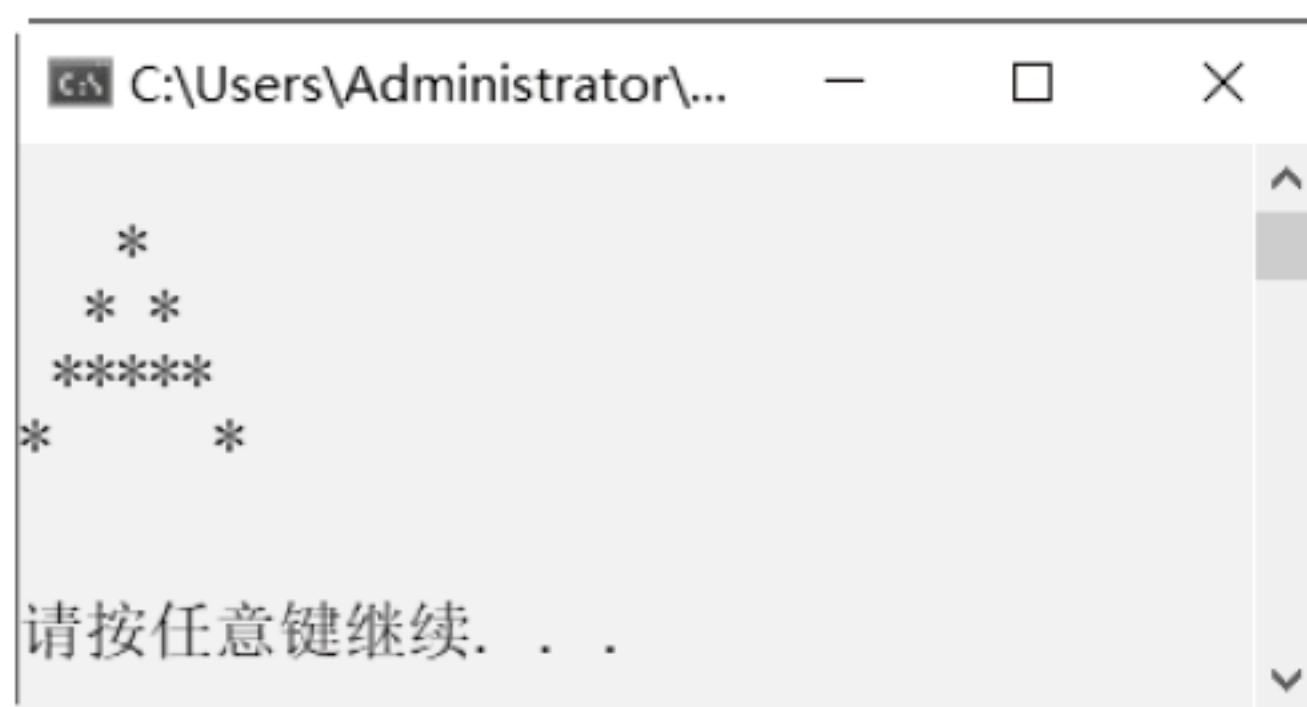 C:\Users\Administrator\...
   *
  * *
 *****
*     *
请按任意键继续. . .